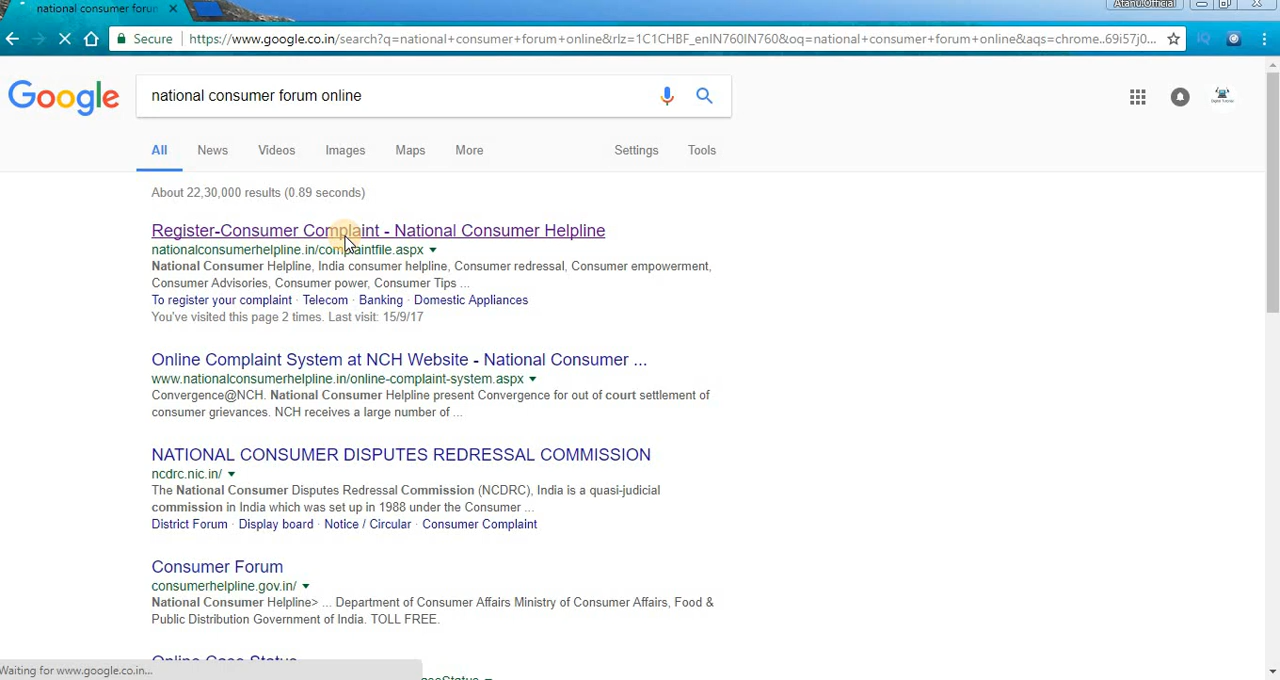 national consumer forum
Atanu.Official
Secure
https://www.google.co.in/search?q=national+consumer+forum+online&rlz=1C1CHBF_enIN760IN760&oq=national+consumer+forum+online&aqs=chrome..69i57j0...
Google
national consumer forum online
All
News
Videos
Images
Maps
More
Settings
Tools
About 22,30,000 results (0.89 seconds)
Register-Consumer Complaint - National Consumer Helpline
nationalconsumerhelpline.in/complaintfile.aspx
National Consumer Helpline, India consumer helpline, Consumer redressal, Consumer empowerment,
Consumer Advisories, Consumer power, Consumer Tips ...
To register your complaint · Telecom · Banking · Domestic Appliances
You've visited this page 2 times. Last visit: 15/9/17
Online Complaint System at NCH Website - National Consumer ...
www.nationalconsumerhelpline.in/online-complaint-system.aspx
Convergence@NCH. National Consumer Helpline present Convergence for out of court settlement of
consumer grievances. NCH receives a large number of ...
NATIONAL CONSUMER DISPUTES REDRESSAL COMMISSION
ncdrc.nic.in/
The National Consumer Disputes Redressal Commission (NCDRC), India is a quasi-judicial
commission in India which was set up in 1988 under the Consumer ...
District Forum · Display board · Notice / Circular · Consumer Complaint
Consumer Forum
consumerhelpline.gov.in/
National Consumer Helpline> ... Department of Consumer Affairs Ministry of Consumer Affairs, Food &
Public Distribution Government of India. TOLL FREE.
Online Case Status
Waiting for www.google.co.in...